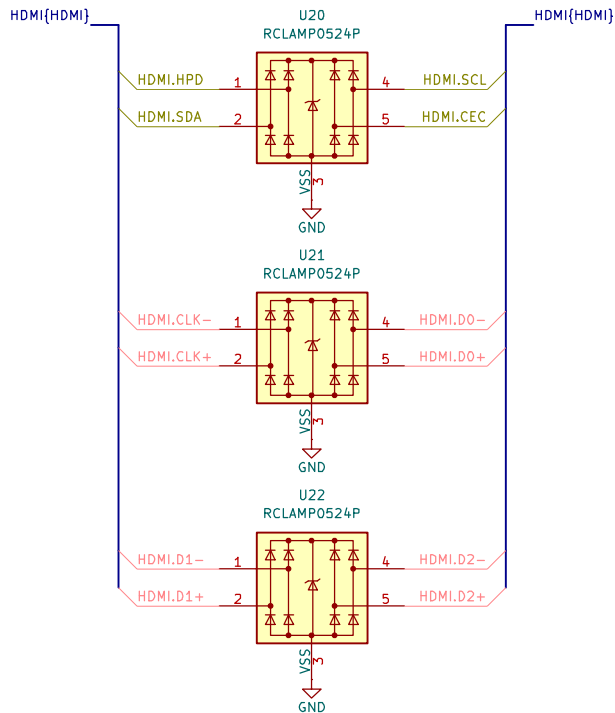 HDMI{HDMI}
HDMI{HDMI}
U20
RCLAMP0524P
HDMI.HPD
1
4
HDMI.SCL
HDMI.SDA
2
5
HDMI.CEC
VSS
3
GND
U21
RCLAMP0524P
HDMI.CLK-
1
4
HDMI.D0-
HDMI.CLK+
2
5
HDMI.D0+
VSS
3
GND
U22
RCLAMP0524P
HDMI.D1-
1
4
HDMI.D2-
HDMI.D1+
2
5
HDMI.D2+
VSS
3
GND